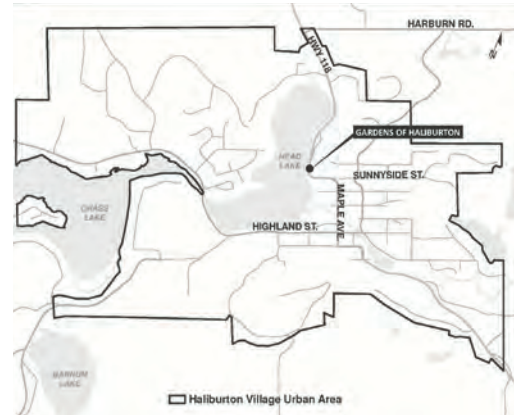 HARBURN RD.
HWY 118
N
GARDENS OF HALIBURTON
HEAD
LAKE
SUNNYSIDE ST.
GRASS
LAKE
MAPLE AVE.
HIGHLAND ST.
BARNUM
LAKE
Haliburton Village Urban Area